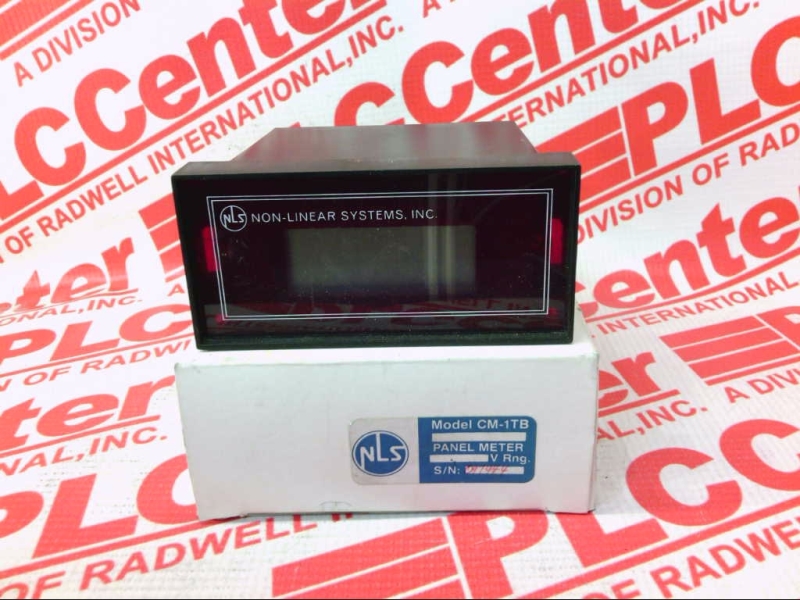 PLCCenter
A DIVISION OF RADWELL INTERNATIONAL, INC.
NLS NON-LINEAR SYSTEMS, INC.
NLS
Model CM-1TB
PANEL METER
V Rng.
S/N: